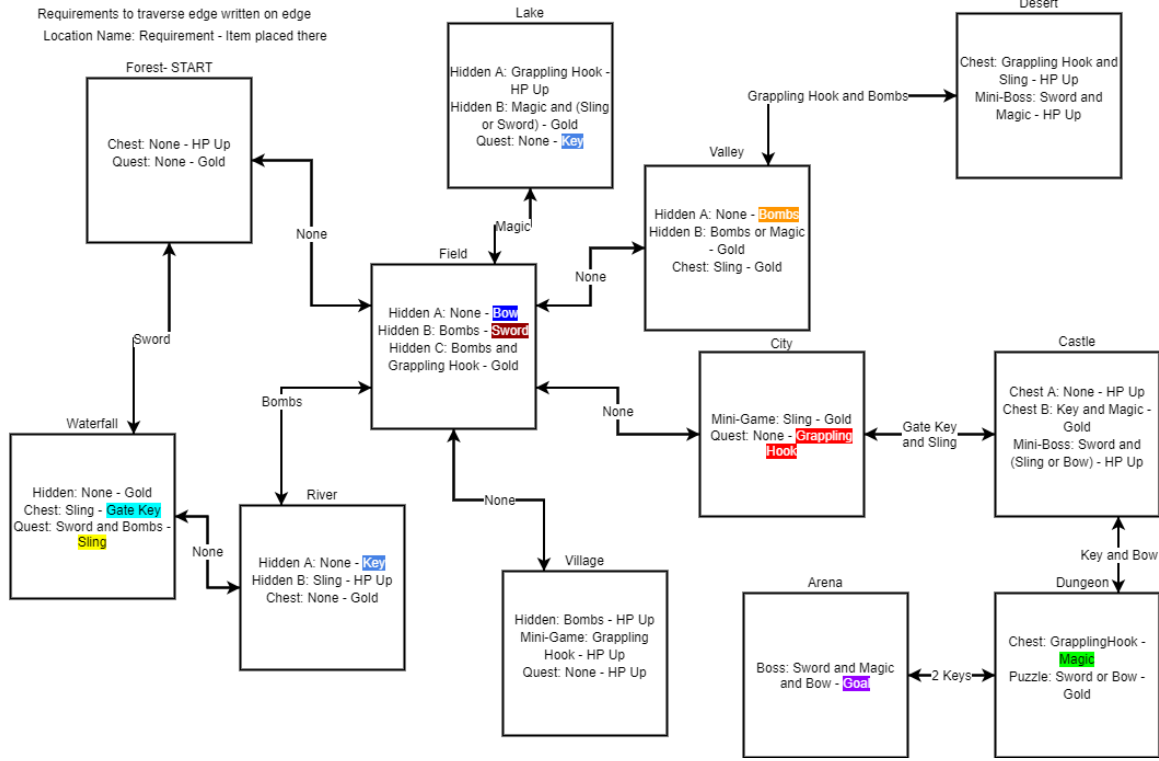 Requirements to traverse edge written on edge
Location Name: Requirement - Item placed there
Forest- START
Chest: None - HP Up
Quest: None - Gold
None
Sword
Lake
Hidden A: Grappling Hook -
HP Up
Hidden B: Magic and (Sling
or Sword) - Gold
Quest: None - Key
Magic
Desert
Chest: Grappling Hook and
Sling - HP Up
Mini-Boss: Sword and
Magic - HP Up
Grappling Hook and Bombs
Valley
Hidden A: None - Bombs
Hidden B: Bombs or Magic
- Gold
Chest: Sling - Gold
None
Field
Hidden A: None - Bow
Hidden B: Bombs - Sword
Hidden C: Bombs and
Grappling Hook - Gold
Bombs
None
None
City
Mini-Game: Sling - Gold
Quest: None - Grappling
Hook
Gate Key
and Sling
Castle
Chest A: None - HP Up
Chest B: Key and Magic -
Gold
Mini-Boss: Sword and
(Sling or Bow) - HP Up
Key and Bow
Waterfall
Hidden: None - Gold
Chest: Sling - Gate Key
Quest: Sword and Bombs -
Sling
None
River
Hidden A: None - Key
Hidden B: Sling - HP Up
Chest: None - Gold
Village
Hidden: Bombs - HP Up
Mini-Game: Grappling
Hook - HP Up
Quest: None - HP Up
Arena
Boss: Sword and Magic
and Bow - Goal
2 Keys
Dungeon
Chest: GrapplingHook -
Magic
Puzzle: Sword or Bow -
Gold